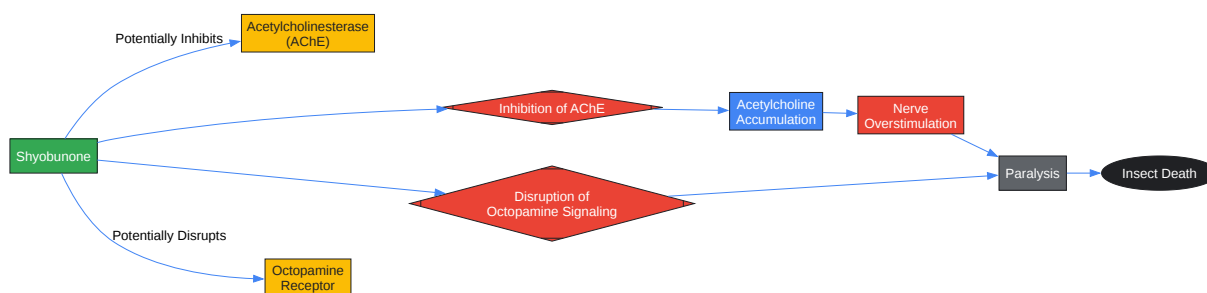 Acetylcholinesterase
(AChE)
Potentially Inhibits
Inhibition of AChE
Acetylcholine
Accumulation
Nerve
Overstimulation
Shyobunone
Disruption of
Octopamine Signaling
Paralysis
Insect Death
Potentially Disrupts
Octopamine
Receptor